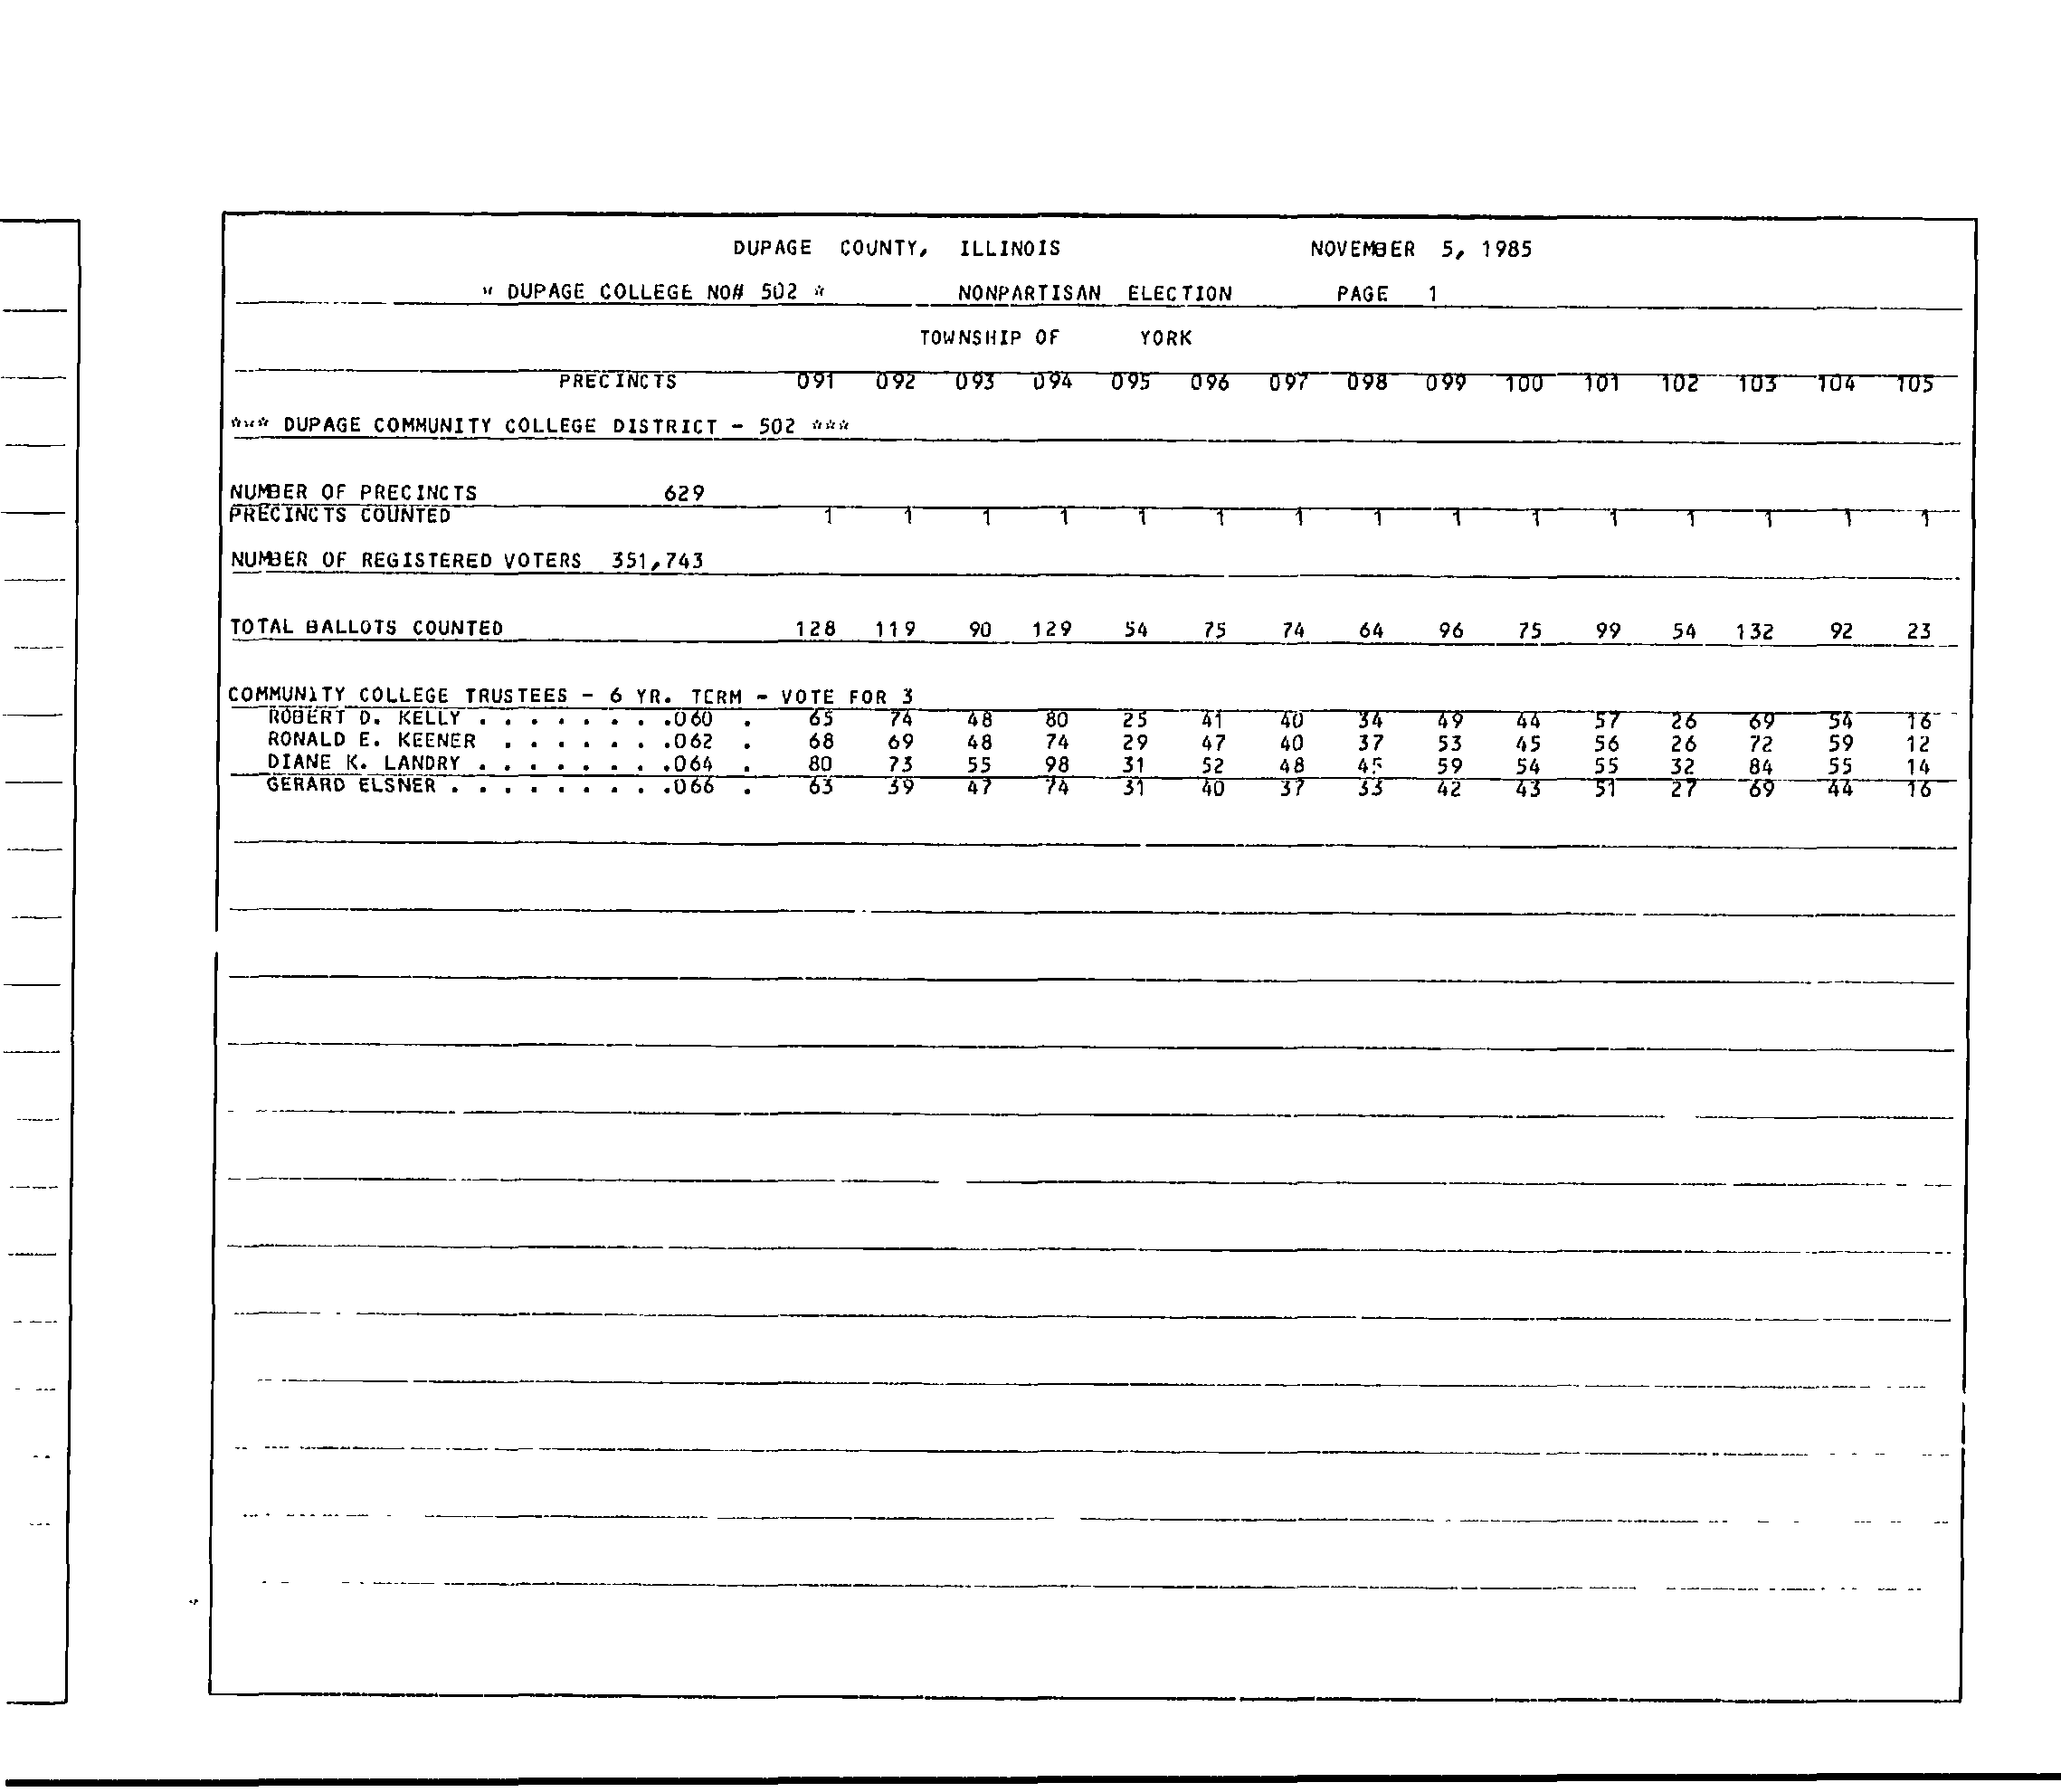 DUPAGE COUNTY, ILLINOIS NOVEMBER 5, 1985
* DUPAGE COLLEGE NO# 502 * NONPARTISAN ELECTION PAGE 1
TOWNSHIP OF YORK
PRECINCTS 091 092 093 094 095 096 097 098 099 100 101 102 103 104 105
*** DUPAGE COMMUNITY COLLEGE DISTRICT - 502 ***
NUMBER OF PRECINCTS 629
PRECINCTS COUNTED 1 1 1 1 1 1 1 1 1 1 1 1 1 1 1
NUMBER OF REGISTERED VOTERS 351,743
TOTAL BALLOTS COUNTED 128 119 90 129 54 75 74 64 96 75 99 54 132 92 23
COMMUNITY COLLEGE TRUSTEES - 6 YR. TERM - VOTE FOR 3
ROBERT D. KELLY . . . . . . . .060 . 65 74 48 80 25 41 40 34 49 44 57 26 69 54 16
RONALD E. KEENER . . . . . . .062 . 68 69 48 74 29 47 40 37 53 45 56 26 72 59 12
DIANE K. LANDRY . . . . . . . .064 . 80 73 55 98 31 52 48 45 59 54 55 32 84 55 14
GERARD ELSNER . . . . . . . . .066 . 63 39 47 74 31 40 37 33 42 43 51 27 69 44 16